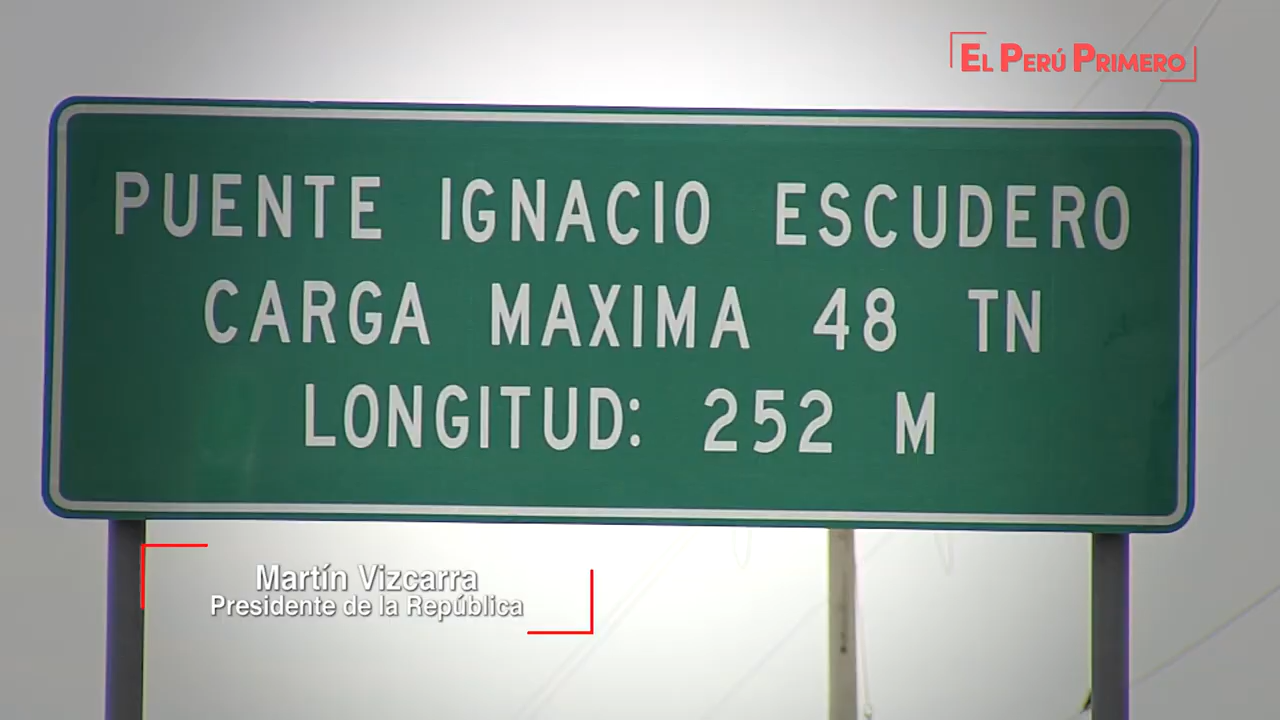 EL PERÚ PRIMERO
PUENTE IGNACIO ESCUDERO
CARGA MAXIMA 48 TN
LONGITUD: 252 M
Martín Vizcarra
Presidente de la República